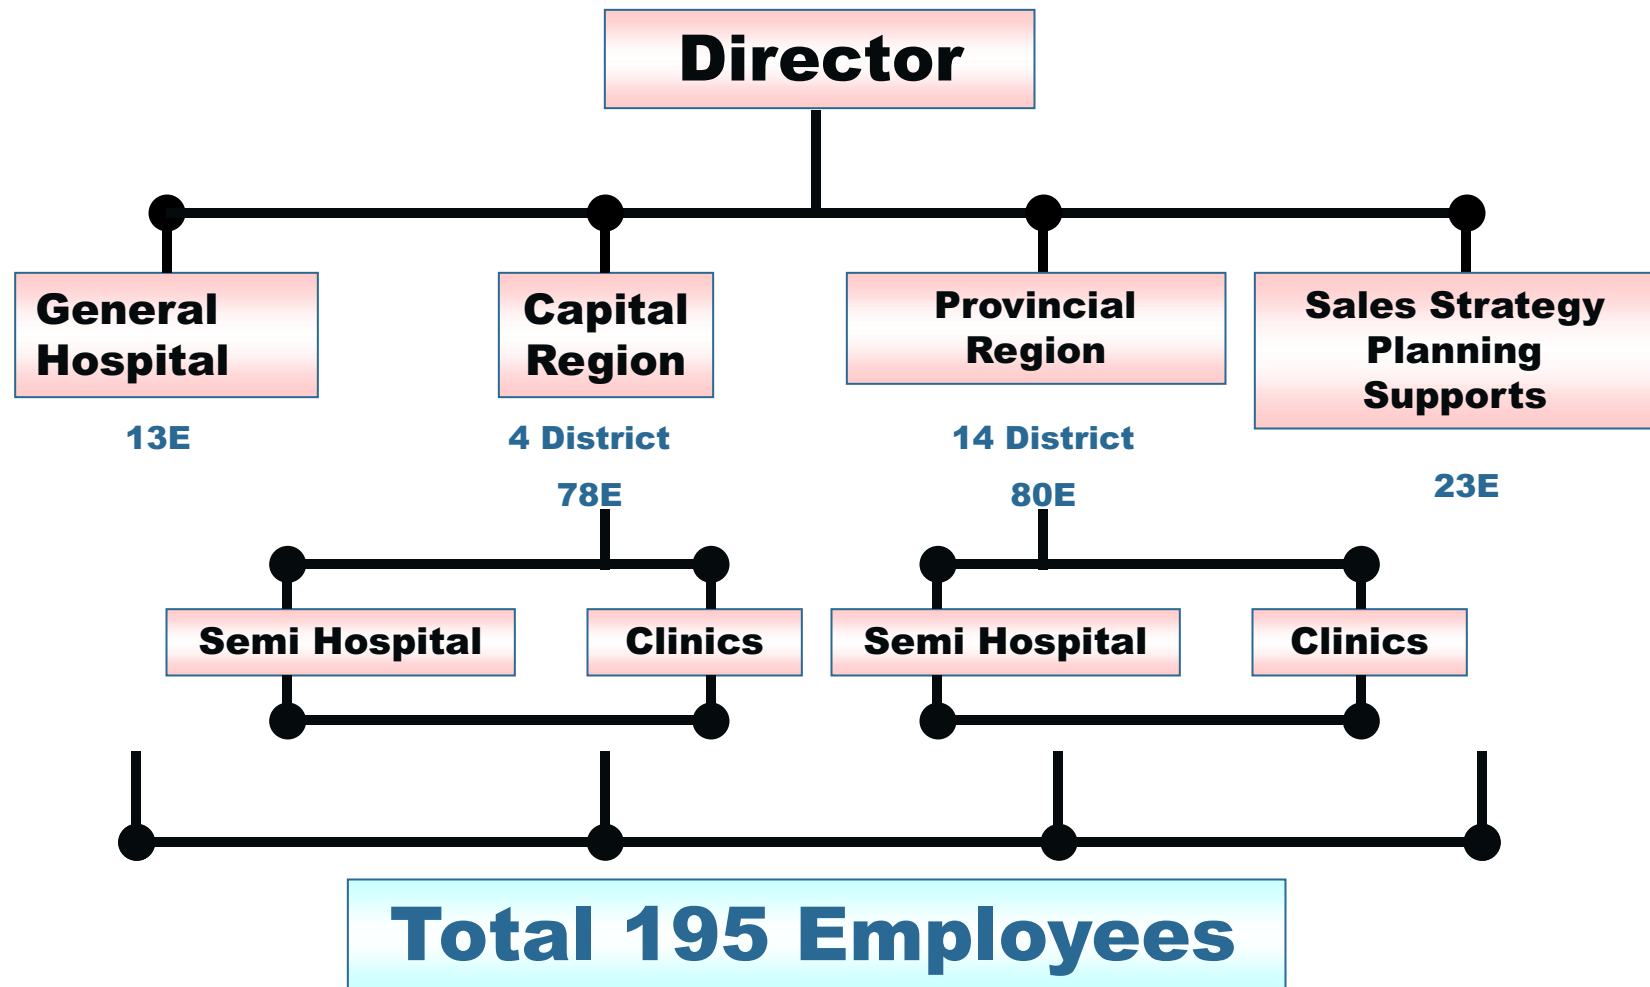 Director
General
Hospital
Capital
Region
Provincial
Region
Sales Strategy
Planning
Supports
13E
4 District
78E
14 District
80E
23E
Semi Hospital
Clinics
Semi Hospital
Clinics
Total 195 Employees